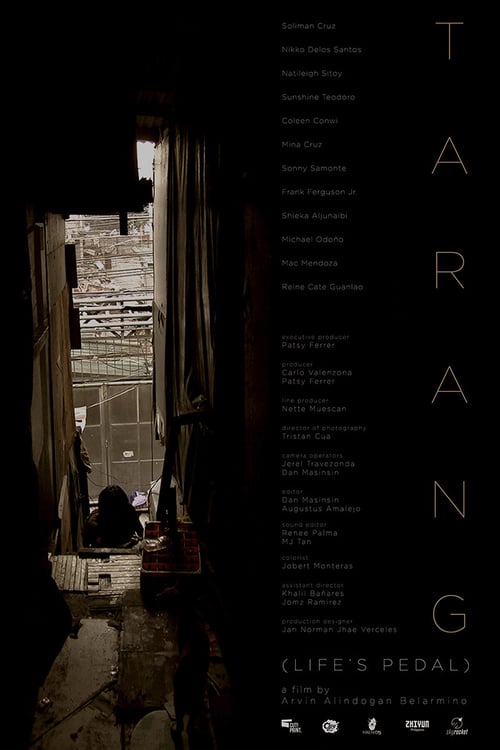 TARANG
Soliman Cruz
Nikko Delos Santos
Natileigh Sitoy
Sunshine Teodoro
Coleen Conwi
Mina Cruz
Sonny Samonte
Frank Ferguson Jr.
Shieka Aljunaibi
Michael Odoño
Mac Mendoza
Reine Cate Guanlao
executive producer
Patsy Ferrer
producer
Carlo Valenzona
Patsy Ferrer
line producer
Nette Muescan
director of photography
Tristan Cua
camera operators
Jerel Travezonda
Dan Masinsin
editor
Dan Masinsin
Augustus Amalejo
sound editor
Renee Palma
MJ Tan
colorist
Jobert Monteras
assistant director
Khalil Bañares
Jomz Ramirez
production designer
Jan Norman Jhae Verceles
(LIFE'S PEDAL)
a film by
Arvin Alindogan Belarmino
ZHIYUN
skyrocket